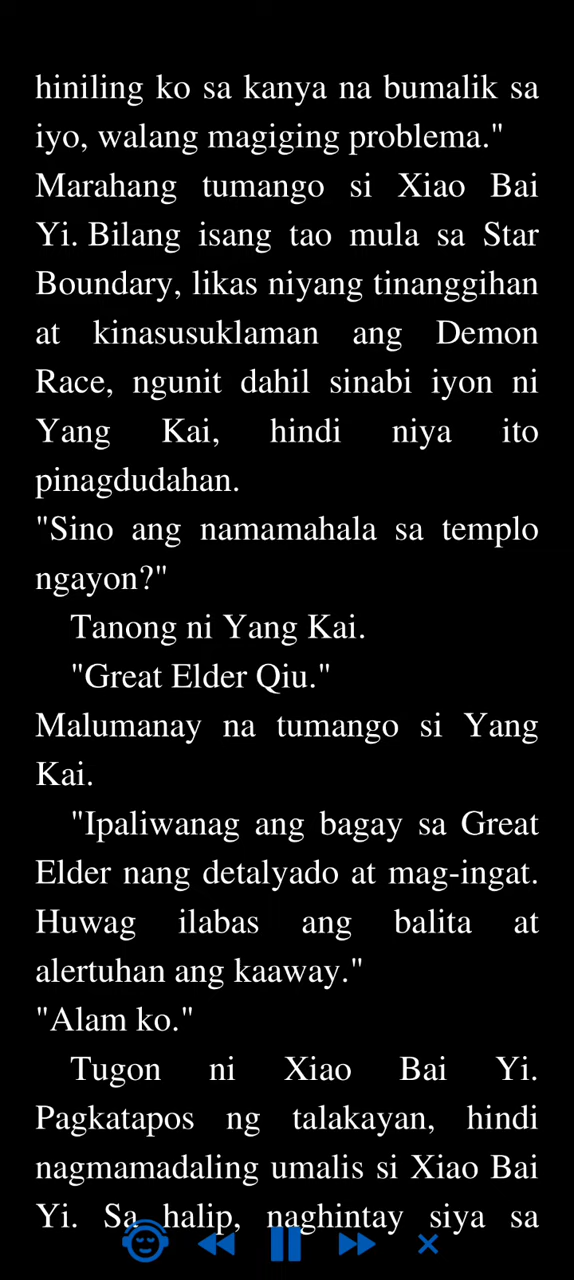 hiniling ko sa kanya na bumalik sa
iyo, walang magiging problema."
Marahang tumango si Xiao Bai
Yi. Bilang isang tao mula sa Star
Boundary, likas niyang tinanggihan
at kinasusuklaman ang Demon
Race, ngunit dahil sinabi iyon ni
Yang Kai, hindi niya ito
pinagdudahan.
"Sino ang namamahala sa templo
ngayon?"
Tanong ni Yang Kai.
"Great Elder Qiu."
Malumanay na tumango si Yang
Kai.
"Ipaliwanag ang bagay sa Great
Elder nang detalyado at mag-ingat.
Huwag ilabas ang balita at
alertuhan ang kaaway."
"Alam ko."
Tugon ni Xiao Bai Yi.
Pagkatapos ng talakayan, hindi
nagmamadaling umalis si Xiao Bai
Yi. Sa halip, naghintay siya sa